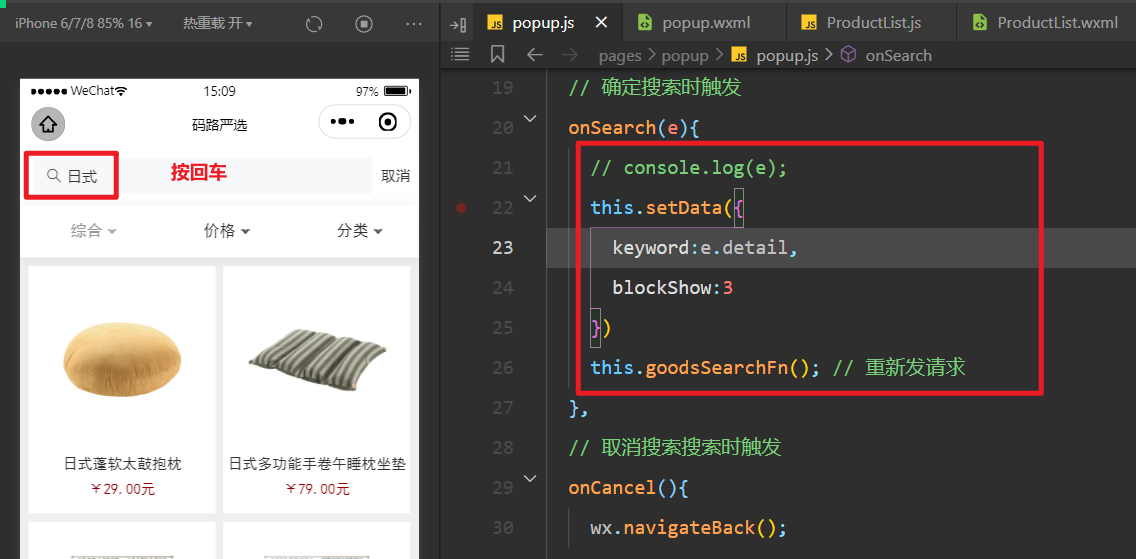 iPhone 6/7/8 85% 16
热重载 开
WeChat
15:09
97%
码路严选
日式
按回车
取消
综合
价格
分类
日式蓬软太鼓抱枕
￥29.00元
日式多功能手卷午睡枕坐垫
￥79.00元
JS popup.js
popup.wxml
JS ProductList.js
ProductList.wxml
pages > popup > JS popup.js > onSearch
19 // 确定搜索时触发
20 onSearch(e){
21 // console.log(e);
22 this.setData({
23 keyword:e.detail,
24 blockShow:3
25 })
26 this.goodsSearchFn(); // 重新发请求
27 },
28 // 取消搜索搜索时触发
29 onCancel(){
30 wx.navigateBack();